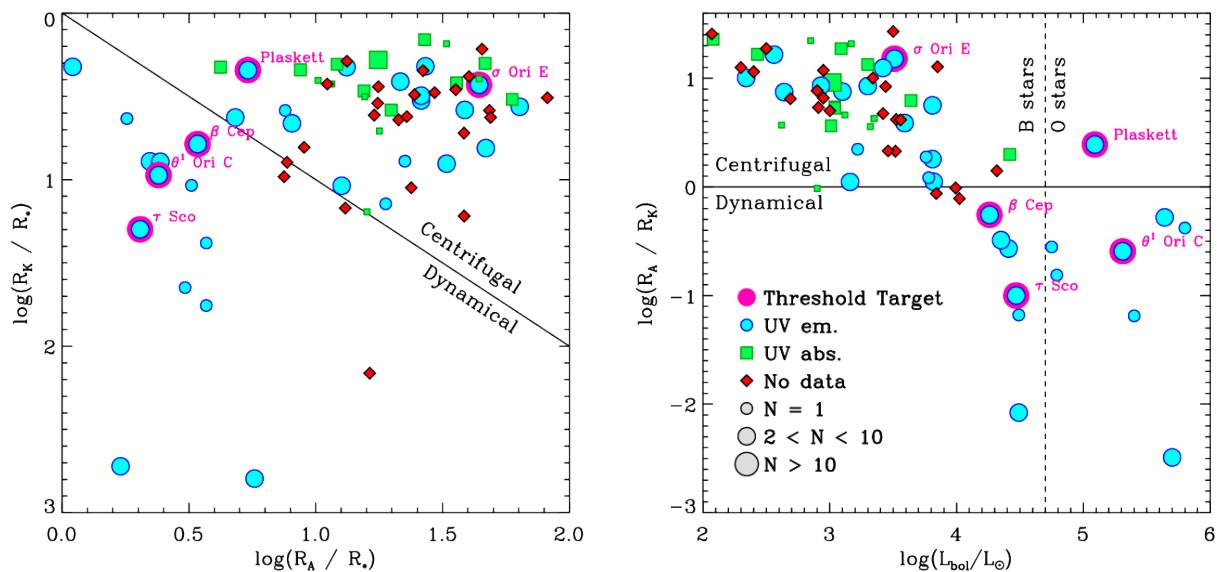 0
1
2
3
log(R_K / R_*)
0.0
0.5
1.0
1.5
2.0
log(R_A / R_*)
Plaskett
σ Ori E
β Cep
θ¹ Ori C
τ Sco
Centrifugal
Dynamical
1
0
−1
−2
−3
log(R_A / R_K)
2
3
4
5
6
log(L_bol/L_☉)
σ Ori E
B stars
O stars
Plaskett
Centrifugal
Dynamical
β Cep
θ¹ Ori C
τ Sco
Threshold Target
UV em.
UV abs.
No data
N = 1
2 < N < 10
N > 10